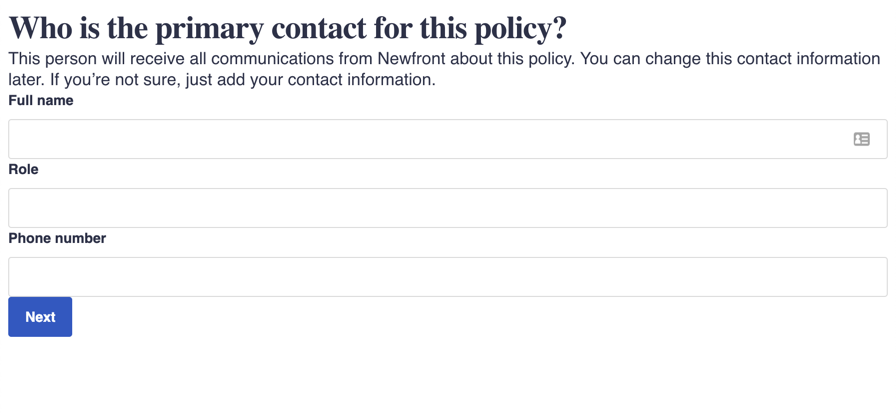 Who is the primary contact for this policy?
This person will receive all communications from Newfront about this policy. You can change this contact information
later. If you’re not sure, just add your contact information.
Full name
Role
Phone number
Next